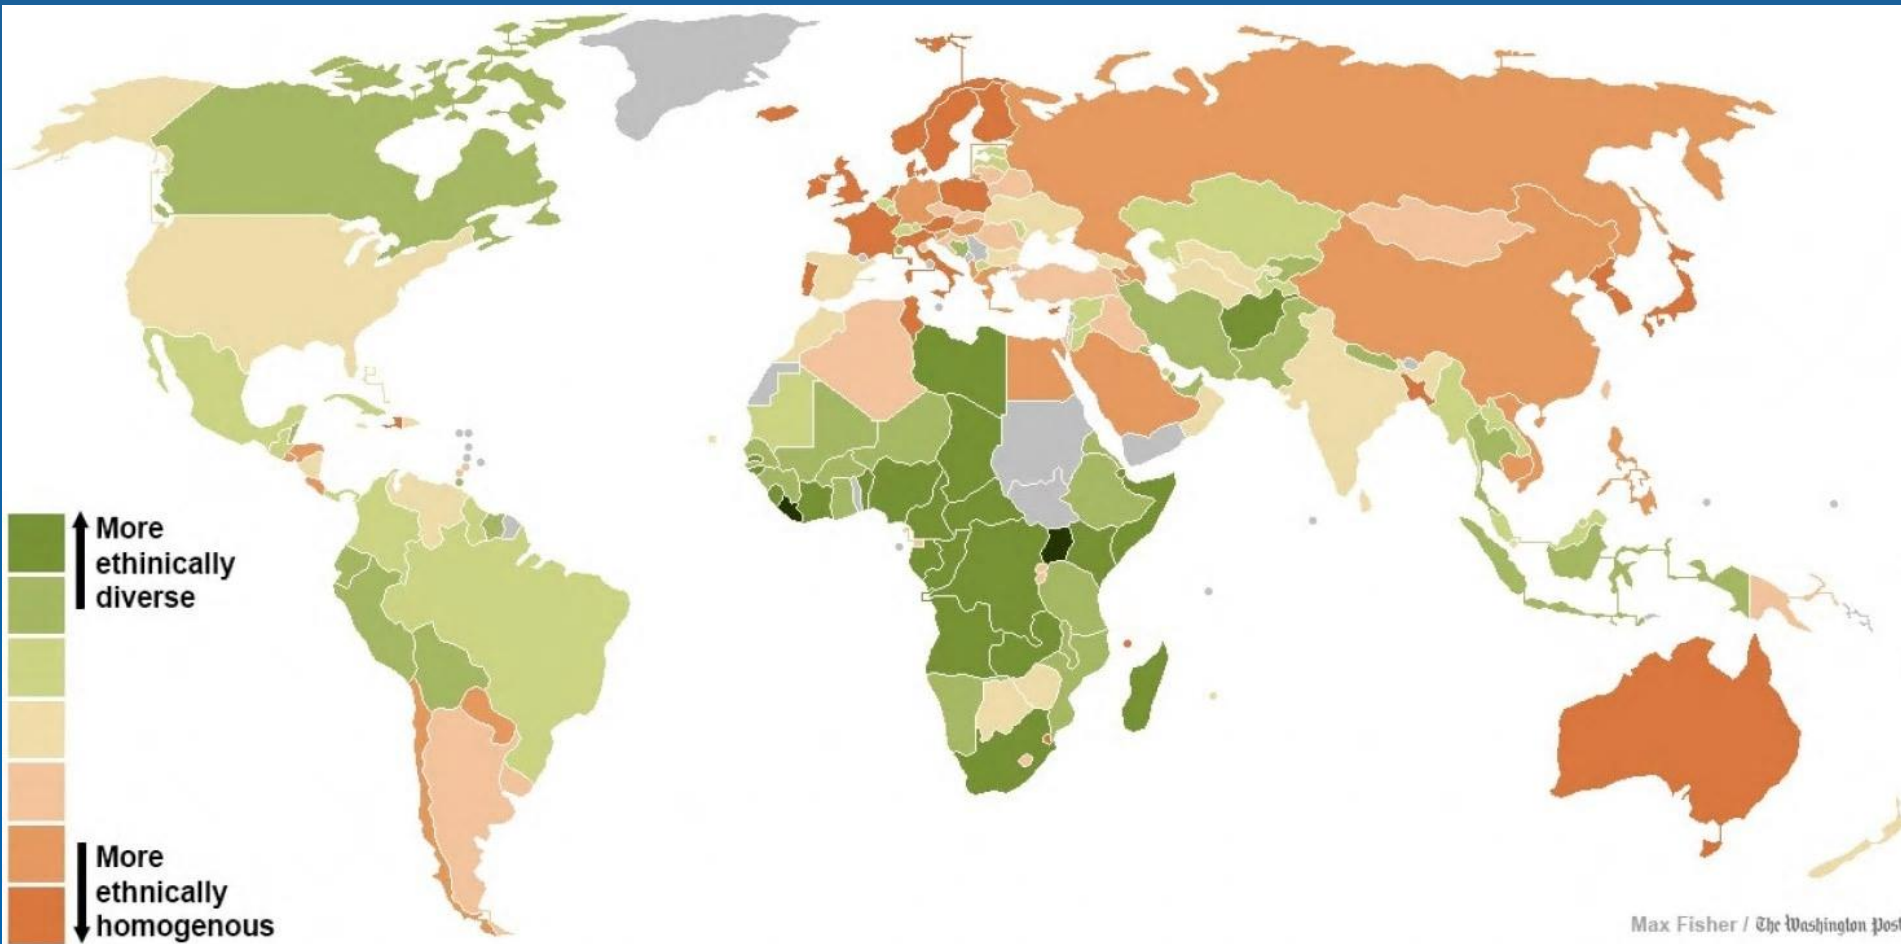 More
ethinically
diverse
More
ethnically
homogenous
Max Fisher / The Washington Post